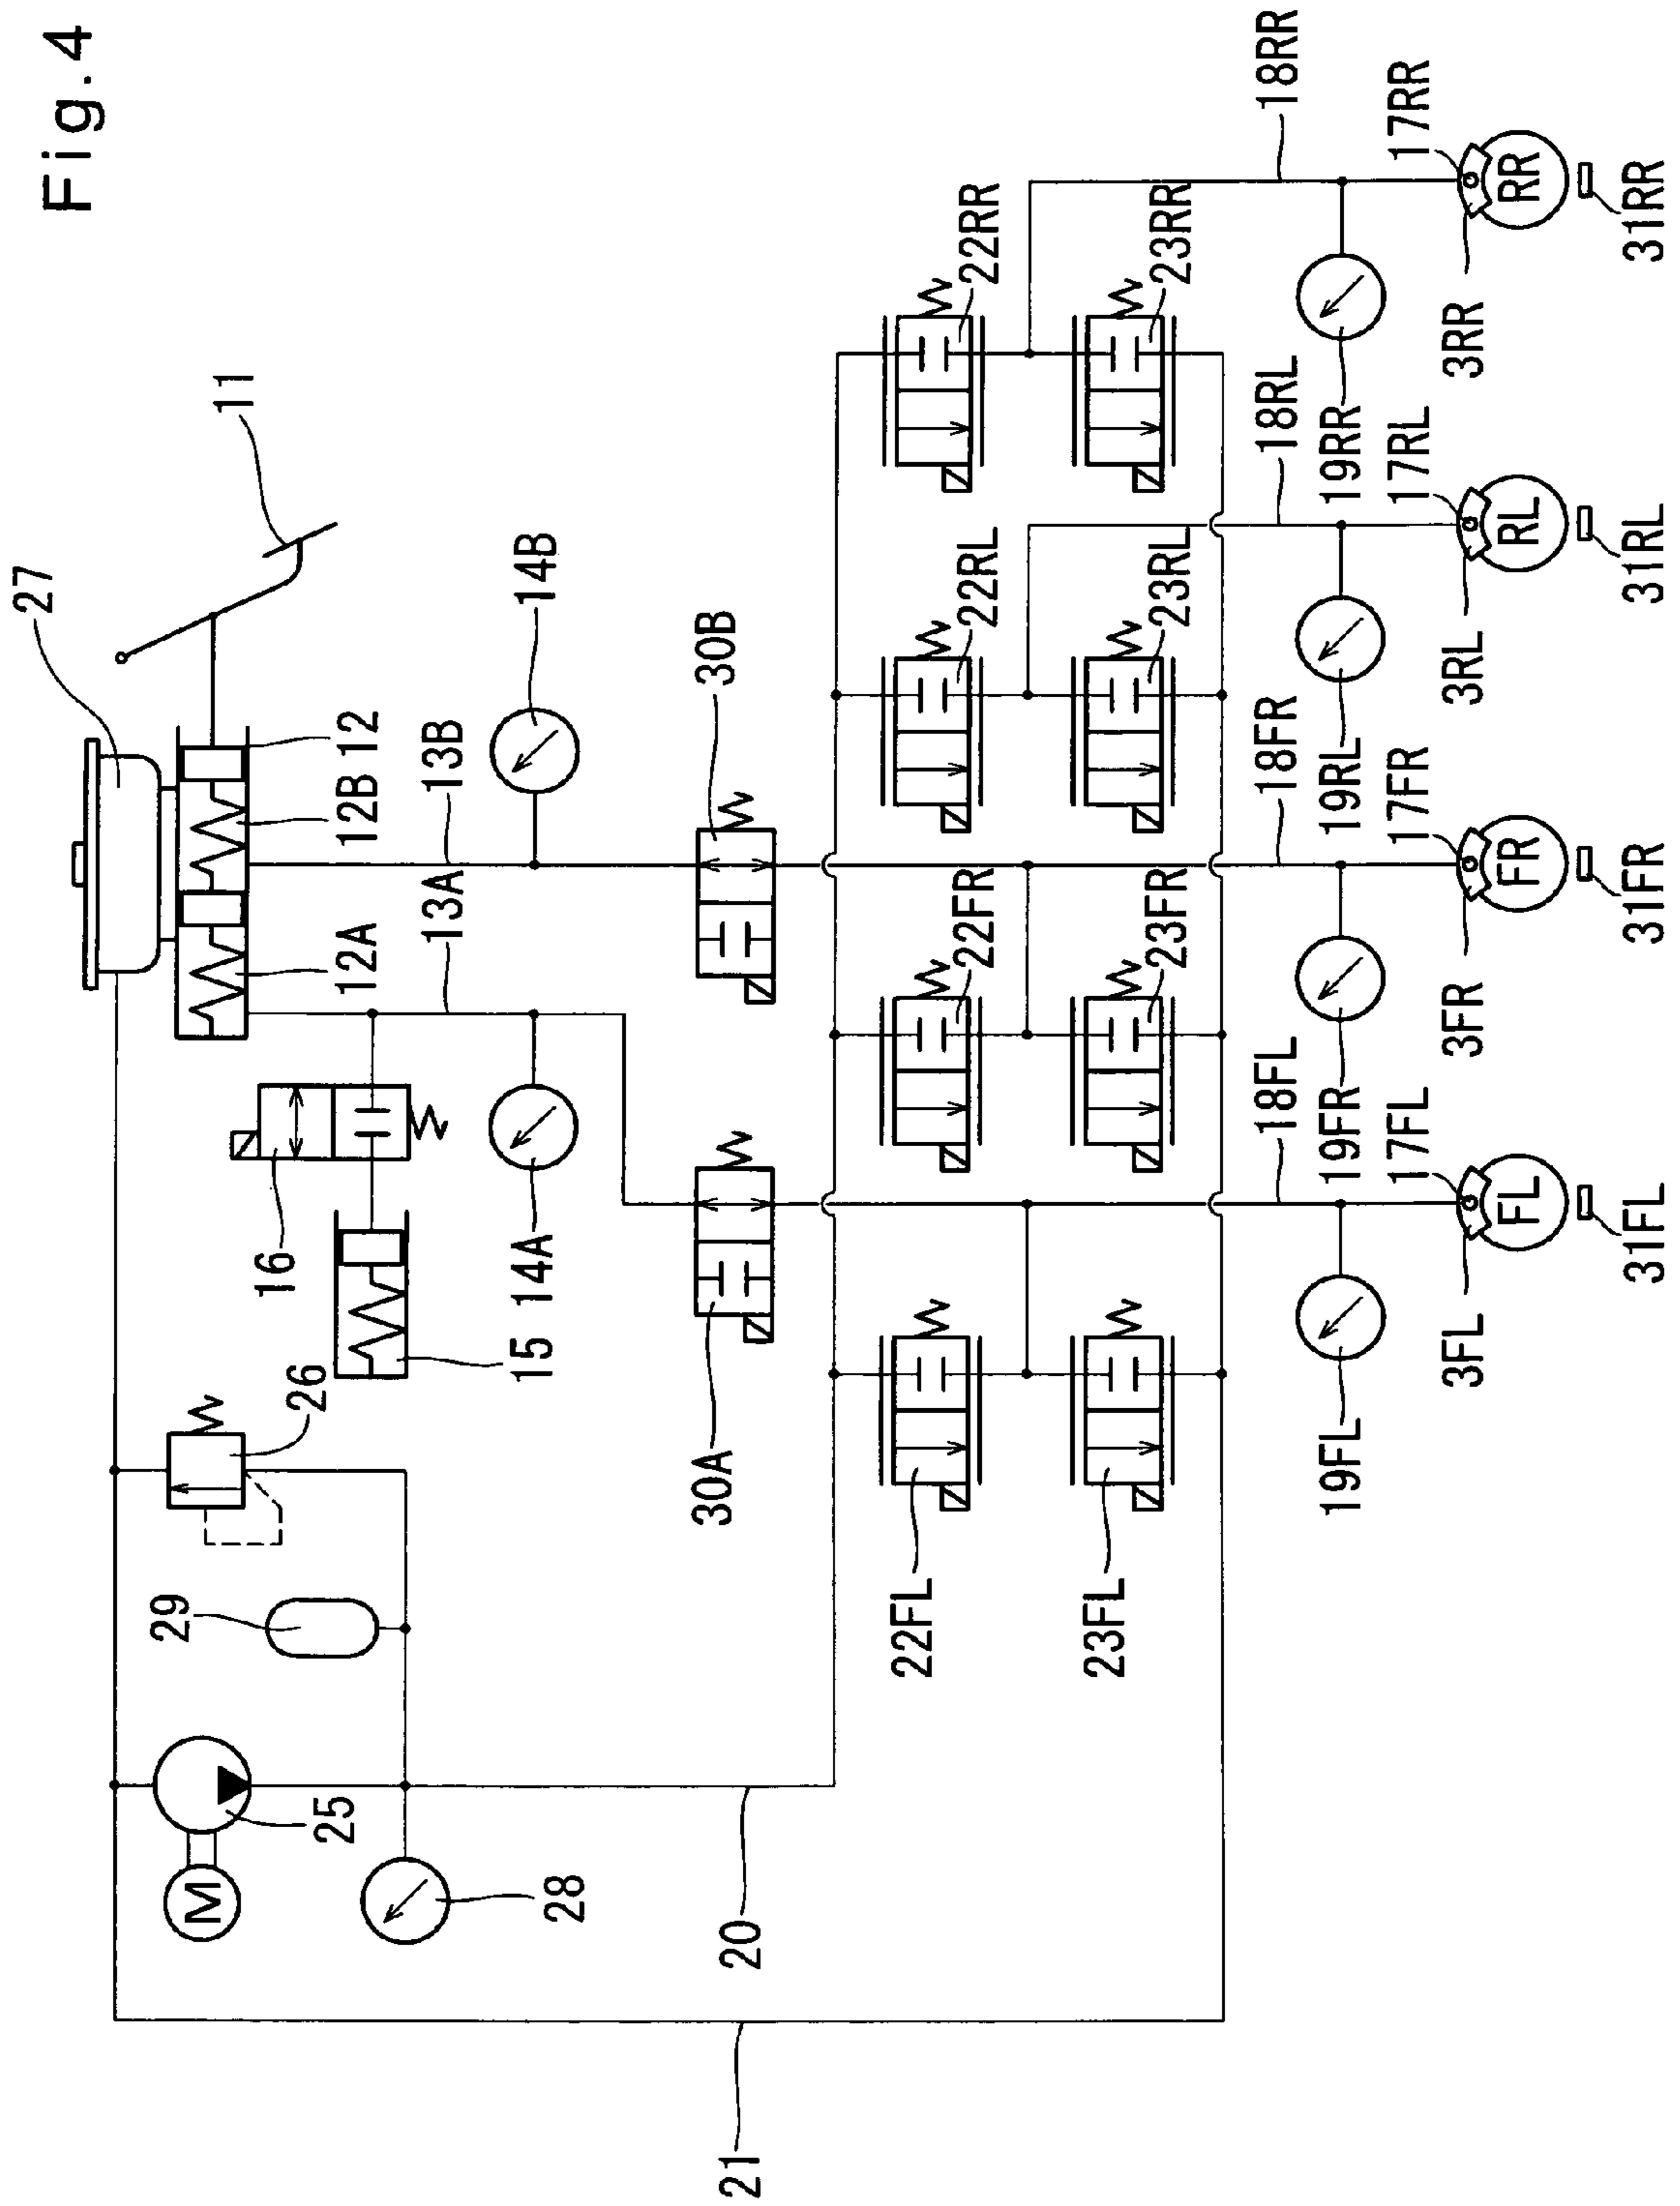 Fig.4
27
11
12
12B
12A
13B
13A
14B
14A
16
15
26
29
25
M
28
20
21
30B
30A
22RR
23RR
22RL
23RL
22FR
23FR
22FL
23FL
18RR
18RL
18FR
18FL
19RR
19RL
19FR
19FL
17RR
17RL
17FR
17FL
RR
RL
FR
FL
3RR
3RL
3FR
3FL
31RR
31RL
31FR
31FL